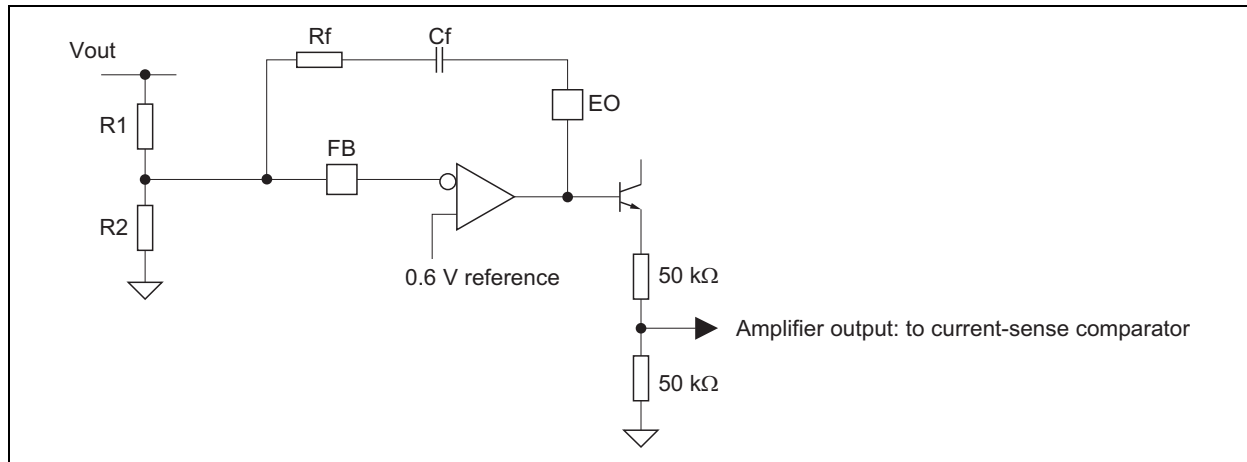 Vout
Rf
Cf
R1
EO
FB
R2
0.6 V reference
50 kΩ
Amplifier output: to current-sense comparator
50 kΩ